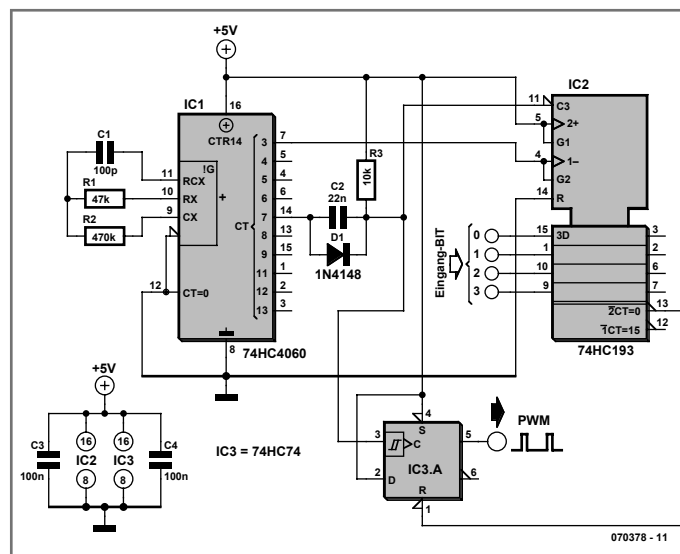 +5V
IC1
16
CTR14
C1
100p
R1
47k
R2
470k
11
10
9
12
RCX
RX
CX
!G
+
CT=0
CT
3
4
5
6
7
8
9
11
12
13
7
5
4
6
14
13
15
1
2
3
8
74HC4060
R3
10k
C2
22n
D1
1N4148
IC2
11
C3
5
2+
G1
4
1–
G2
14
R
Eingang-BIT
0
1
2
3
15
1
10
9
3D
3
2
6
7
2CT=0
13
1CT=15
12
74HC193
+5V
C3
100n
16
IC2
8
16
IC3
8
C4
100n
IC3 = 74HC74
4
S
3
C
2
D
IC3.A
5
6
R
1
PWM
070378 - 11